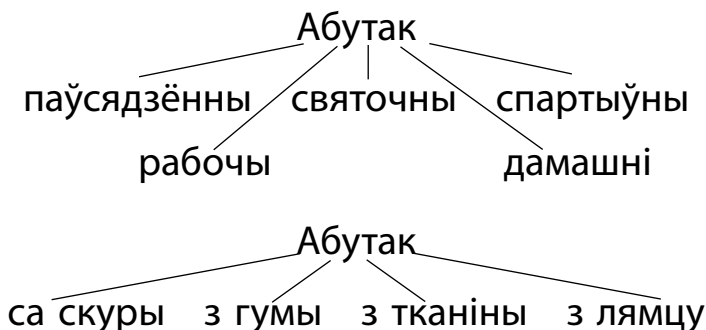 Абутак
паўсядзённы святочны спартыўны
рабочы дамашні
Абутак
са скуры з гумы з тканіны з лямцу